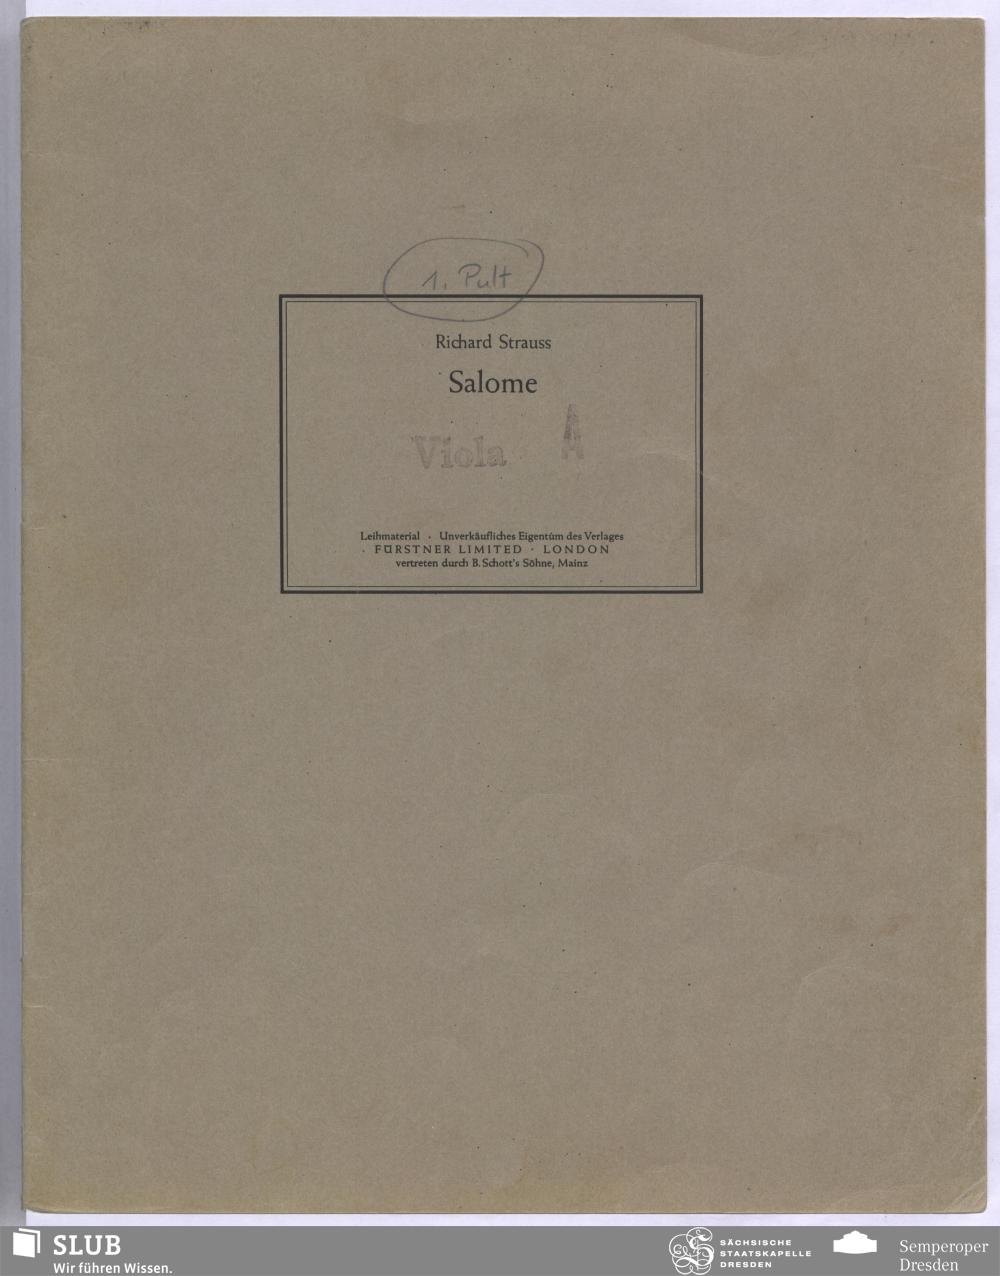 1. Pult
Richard Strauss
Salome
Viola A
Leihmaterial · Unverkäufliches Eigentum des Verlages
FÜRSTNER LIMITED · LONDON
vertreten durch B. Schott's Söhne, Mainz
SLUB
Wir führen Wissen.
SÄCHSISCHE
STAATSKAPELLE
DRESDEN
Semperoper
Dresden